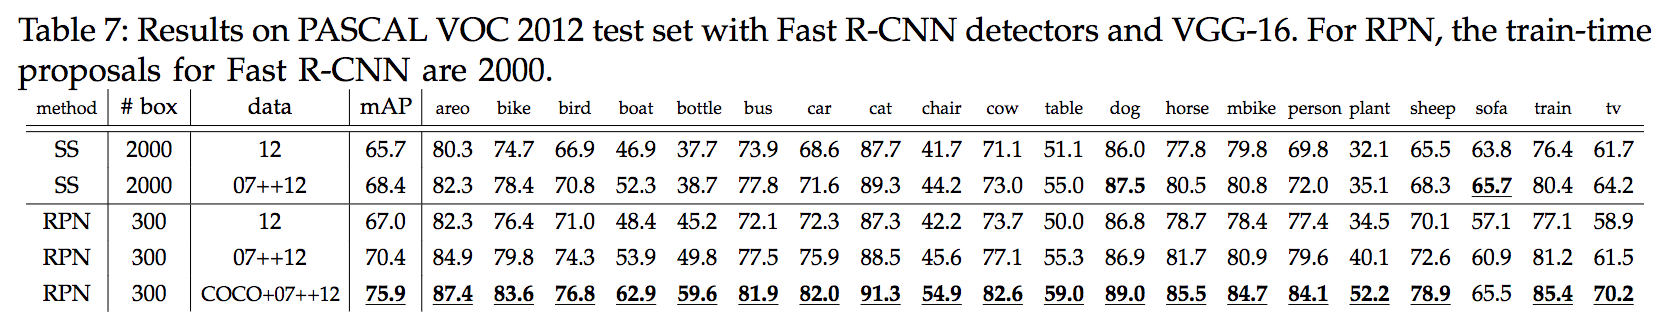 Table 7: Results on PASCAL VOC 2012 test set with Fast R-CNN detectors and VGG-16. For RPN, the train-time
proposals for Fast R-CNN are 2000.
method # box data mAP areo bike bird boat bottle bus car cat chair cow table dog horse mbike person plant sheep sofa train tv
SS 2000 12 65.7 80.3 74.7 66.9 46.9 37.7 73.9 68.6 87.7 41.7 71.1 51.1 86.0 77.8 79.8 69.8 32.1 65.5 63.8 76.4 61.7
SS 2000 07++12 68.4 82.3 78.4 70.8 52.3 38.7 77.8 71.6 89.3 44.2 73.0 55.0 87.5 80.5 80.8 72.0 35.1 68.3 65.7 80.4 64.2
RPN 300 12 67.0 82.3 76.4 71.0 48.4 45.2 72.1 72.3 87.3 42.2 73.7 50.0 86.8 78.7 78.4 77.4 34.5 70.1 57.1 77.1 58.9
RPN 300 07++12 70.4 84.9 79.8 74.3 53.9 49.8 77.5 75.9 88.5 45.6 77.1 55.3 86.9 81.7 80.9 79.6 40.1 72.6 60.9 81.2 61.5
RPN 300 COCO+07++12 75.9 87.4 83.6 76.8 62.9 59.6 81.9 82.0 91.3 54.9 82.6 59.0 89.0 85.5 84.7 84.1 52.2 78.9 65.5 85.4 70.2